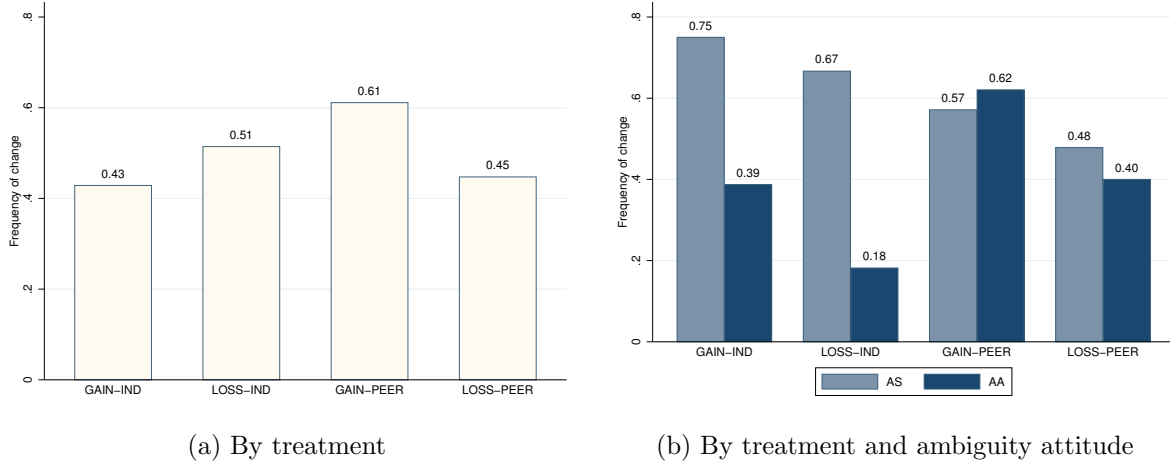 Frequency of change
0 .2 .4 .6 .8
0.43
0.51
0.61
0.45
GAIN–IND LOSS–IND GAIN–PEER LOSS–PEER
(a) By treatment
Frequency of change
0 .2 .4 .6 .8
0.75
0.39
0.67
0.18
0.57
0.62
0.48
0.40
GAIN–IND LOSS–IND GAIN–PEER LOSS–PEER
AS AA
(b) By treatment and ambiguity attitude